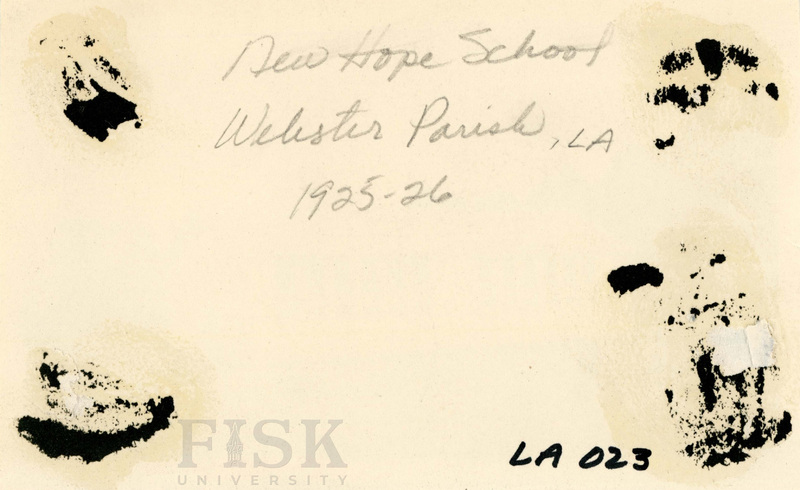 New Hope School
Webster Parish, LA
1925-26
FISK
UNIVERSITY
LA 023